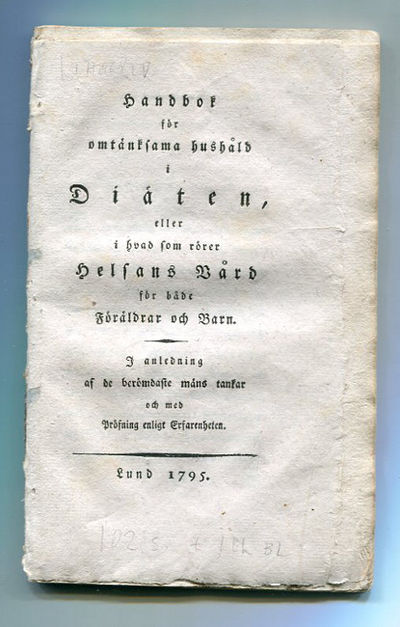 Handbok
för
omtänksama hushåld
i
Diäten,
eller
i hvad som rörer
Helsans Vård
för både
Föräldrar och Barn.
I anledning
af de berömdaste mäns tankar
och med
Pröfning enligt Erfarenheten.
Lund 1795.